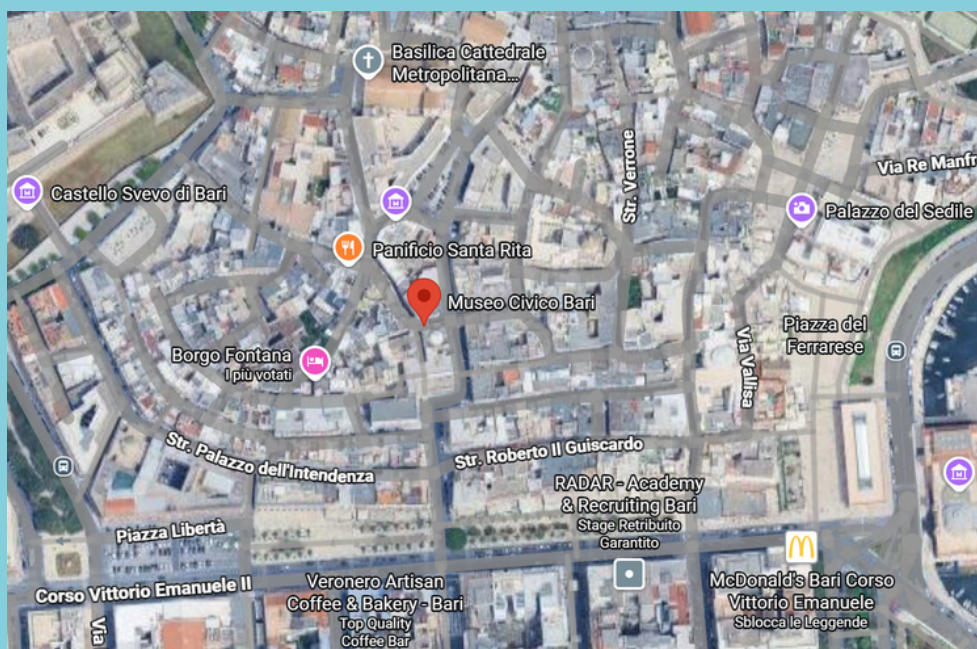 Basilica Cattedrale
Metropolitana...
Castello Svevo di Bari
Str. Verrone
Via Re Manfr
Palazzo del Sedile
Panificio Santa Rita
Museo Civico Bari
Piazza del
Ferrarese
Borgo Fontana
I più votati
Via Vallisa
Str. Palazzo dell'Intendenza
Str. Roberto II Guiscardo
RADAR - Academy
& Recruiting Bari
Stage Retribuito
Garantito
Piazza Libertà
Corso Vittorio Emanuele II
Veronero Artisan
Coffee & Bakery - Bari
Top Quality
Coffee Bar
McDonald's Bari Corso
Vittorio Emanuele
Sblocca le Leggende
Via